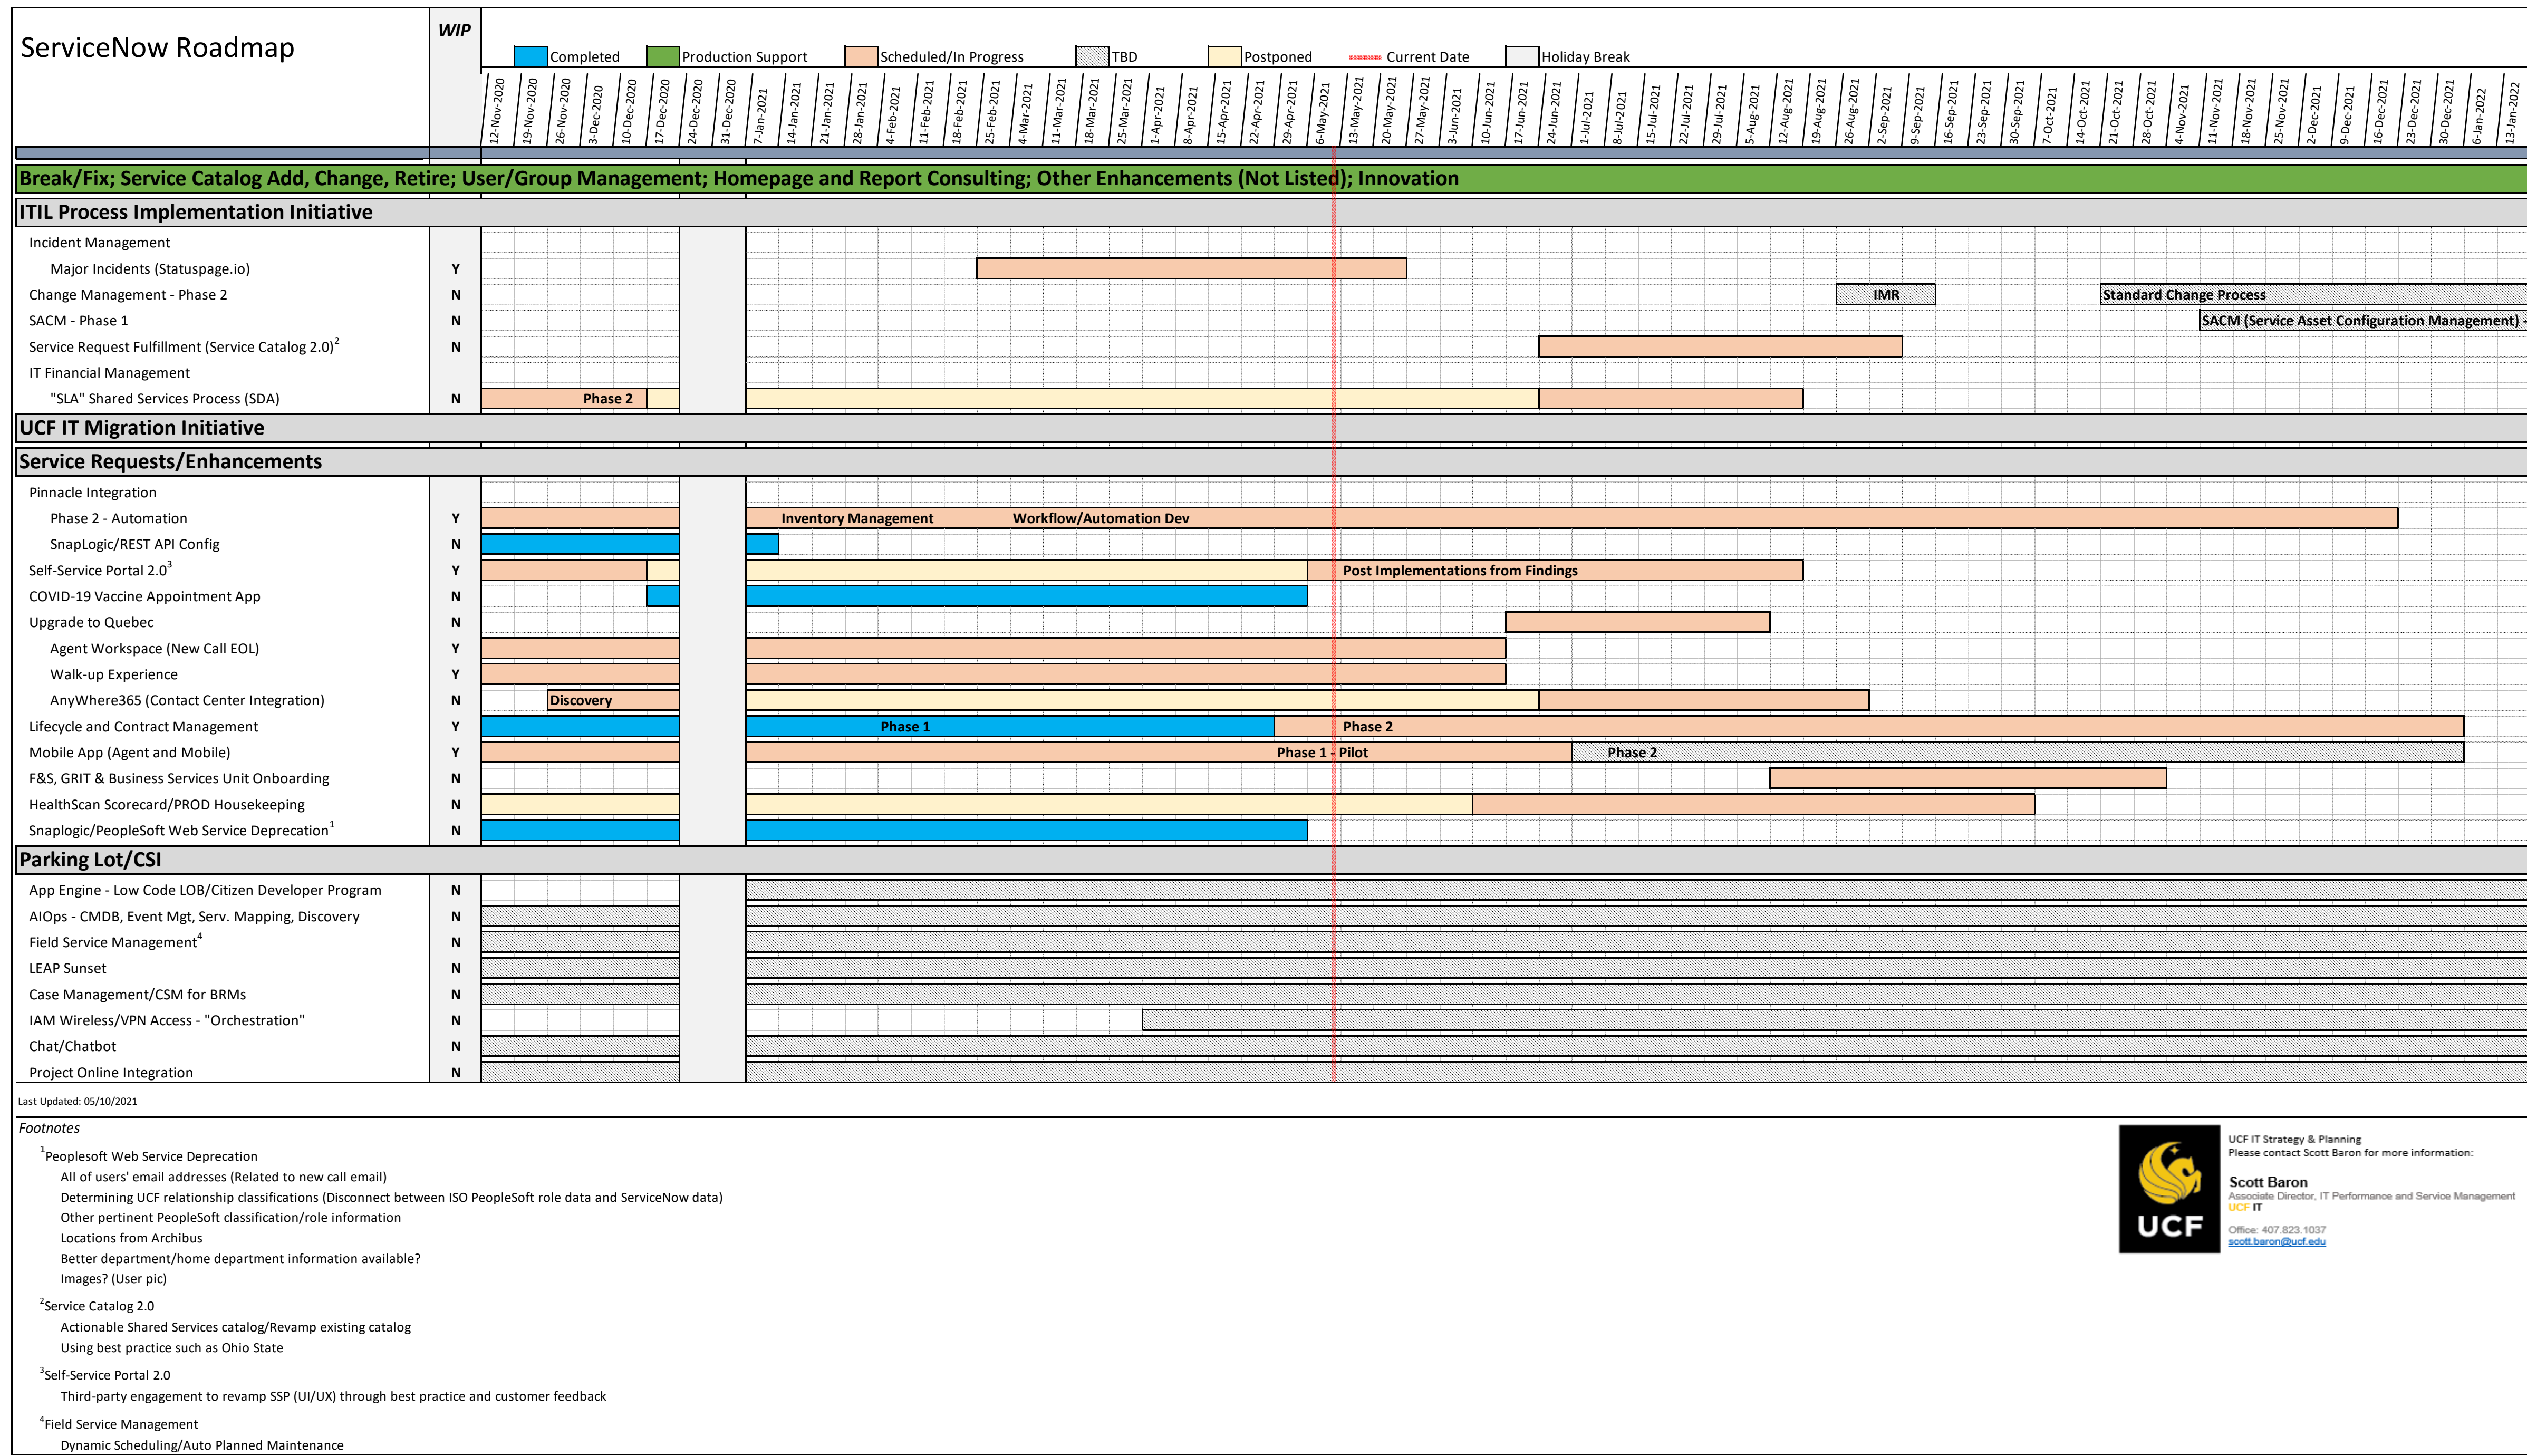 ServiceNow Roadmap
WIP
Completed
Production Support
Scheduled/In Progress
TBD
Postponed
Current Date
Holiday Break
12-Nov-2020
19-Nov-2020
26-Nov-2020
3-Dec-2020
10-Dec-2020
17-Dec-2020
24-Dec-2020
31-Dec-2020
7-Jan-2021
14-Jan-2021
21-Jan-2021
28-Jan-2021
4-Feb-2021
11-Feb-2021
18-Feb-2021
25-Feb-2021
4-Mar-2021
11-Mar-2021
18-Mar-2021
25-Mar-2021
1-Apr-2021
8-Apr-2021
15-Apr-2021
22-Apr-2021
29-Apr-2021
6-May-2021
13-May-2021
20-May-2021
27-May-2021
3-Jun-2021
10-Jun-2021
17-Jun-2021
24-Jun-2021
1-Jul-2021
8-Jul-2021
15-Jul-2021
22-Jul-2021
29-Jul-2021
5-Aug-2021
12-Aug-2021
19-Aug-2021
26-Aug-2021
2-Sep-2021
9-Sep-2021
16-Sep-2021
23-Sep-2021
30-Sep-2021
7-Oct-2021
14-Oct-2021
21-Oct-2021
28-Oct-2021
4-Nov-2021
11-Nov-2021
18-Nov-2021
25-Nov-2021
2-Dec-2021
9-Dec-2021
16-Dec-2021
23-Dec-2021
30-Dec-2021
6-Jan-2022
13-Jan-2022
Break/Fix; Service Catalog Add, Change, Retire; User/Group Management; Homepage and Report Consulting; Other Enhancements (Not Listed); Innovation
ITIL Process Implementation Initiative
Incident Management
Major Incidents (Statuspage.io) Y
Change Management - Phase 2 N IMR Standard Change Process
SACM - Phase 1 N SACM (Service Asset Configuration Management) -
Service Request Fulfillment (Service Catalog 2.0)2 N
IT Financial Management
"SLA" Shared Services Process (SDA) N Phase 2
UCF IT Migration Initiative
Service Requests/Enhancements
Pinnacle Integration
Phase 2 - Automation Y Inventory Management Workflow/Automation Dev
SnapLogic/REST API Config N
Self-Service Portal 2.03 Y Post Implementations from Findings
COVID-19 Vaccine Appointment App N
Upgrade to Quebec N
Agent Workspace (New Call EOL) Y
Walk-up Experience Y
AnyWhere365 (Contact Center Integration) N Discovery
Lifecycle and Contract Management Y Phase 1 Phase 2
Mobile App (Agent and Mobile) Y Phase 1 - Pilot Phase 2
F&S, GRIT & Business Services Unit Onboarding N
HealthScan Scorecard/PROD Housekeeping N
Snaplogic/PeopleSoft Web Service Deprecation1 N
Parking Lot/CSI
App Engine - Low Code LOB/Citizen Developer Program N
AIOps - CMDB, Event Mgt, Serv. Mapping, Discovery N
Field Service Management4 N
LEAP Sunset N
Case Management/CSM for BRMs N
IAM Wireless/VPN Access - "Orchestration" N
Chat/Chatbot N
Project Online Integration N
Last Updated: 05/10/2021
Footnotes
1Peoplesoft Web Service Deprecation
All of users' email addresses (Related to new call email)
Determining UCF relationship classifications (Disconnect between ISO PeopleSoft role data and ServiceNow data)
Other pertinent PeopleSoft classification/role information
Locations from Archibus
Better department/home department information available?
Images? (User pic)
2Service Catalog 2.0
Actionable Shared Services catalog/Revamp existing catalog
Using best practice such as Ohio State
3Self-Service Portal 2.0
Third-party engagement to revamp SSP (UI/UX) through best practice and customer feedback
4Field Service Management
Dynamic Scheduling/Auto Planned Maintenance
UCF
UCF IT Strategy & Planning
Please contact Scott Baron for more information:
Scott Baron
Associate Director, IT Performance and Service Management
UCF IT
Office: 407.823.1037
scott.baron@ucf.edu